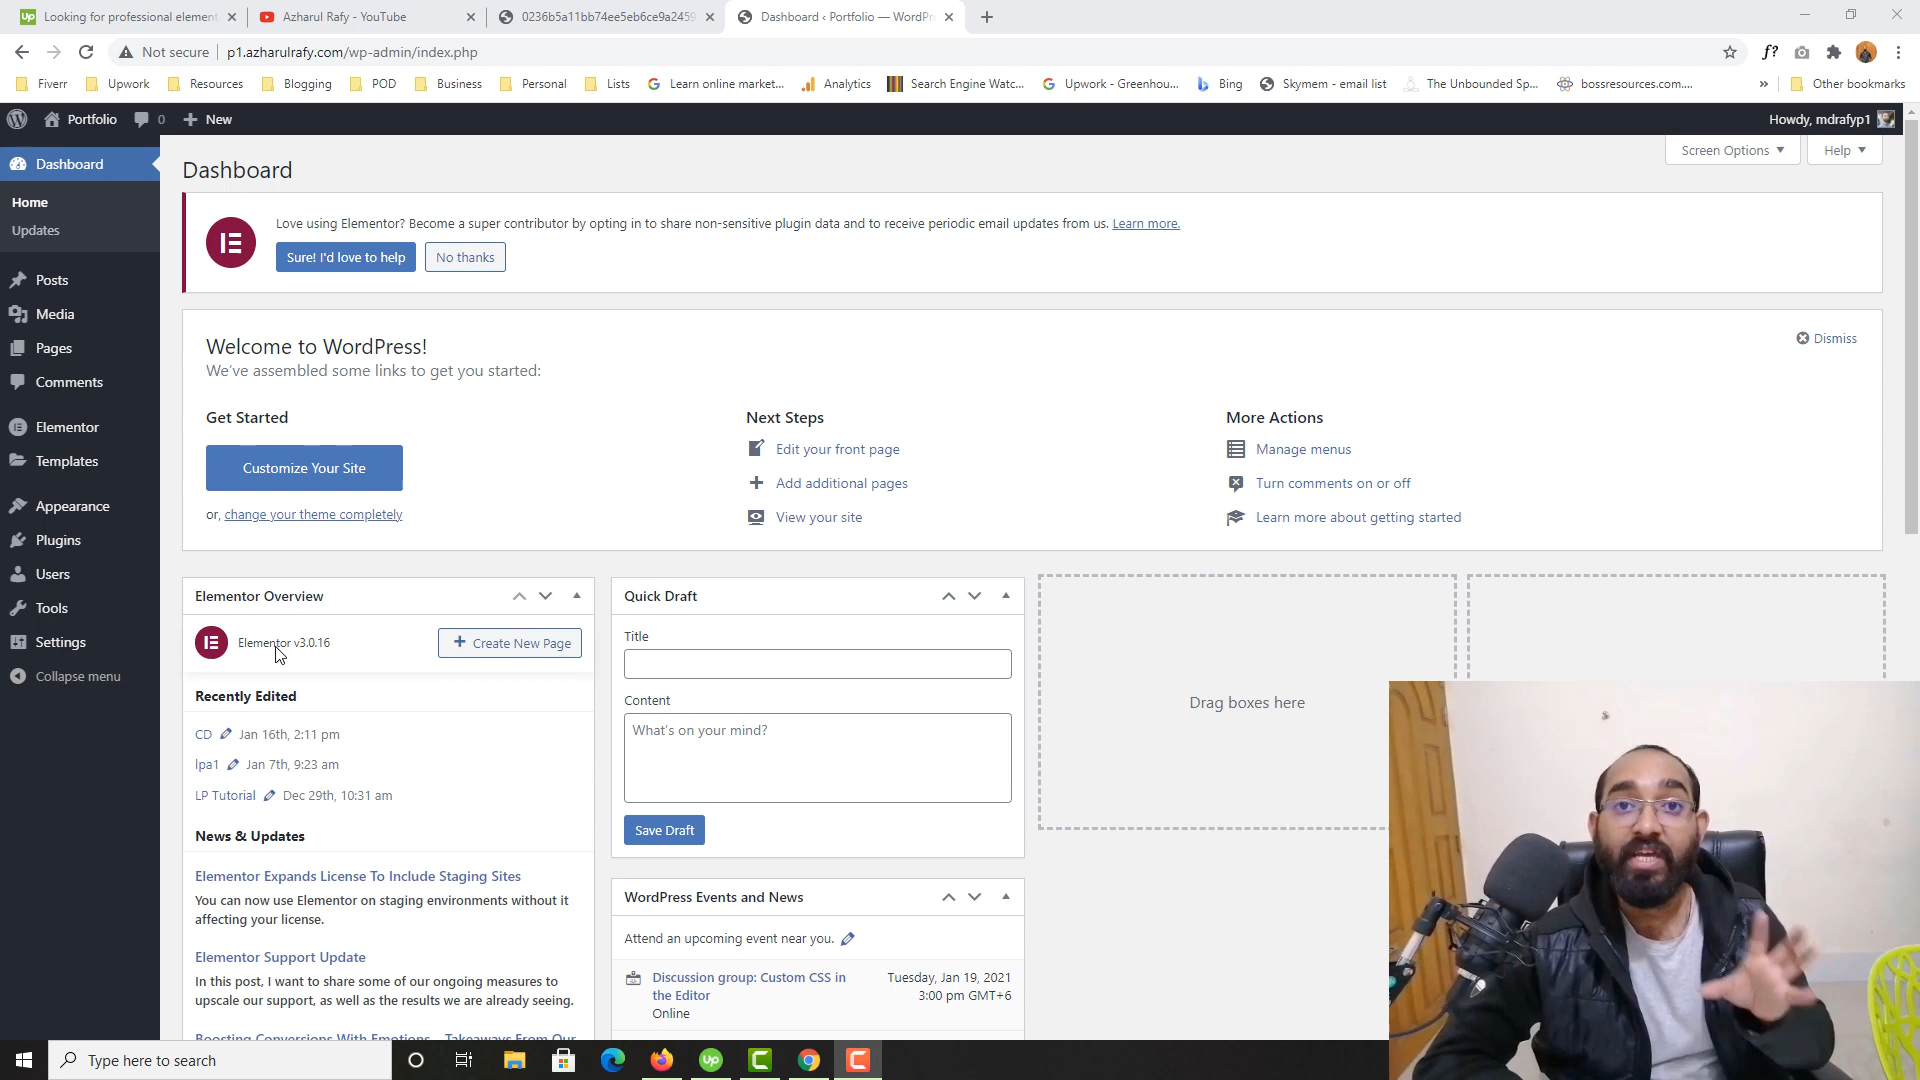 Looking for professional elemen
Azharul Rafy - YouTube
0236b5a11bb74ee5eb6ce9a2459
Dashboard ‹ Portfolio — WordPr
Not secure
p1.azharulrafy.com/wp-admin/index.php
Fiverr
Upwork
Resources
Blogging
POD
Business
Personal
Lists
Learn online market...
Analytics
Search Engine Watc...
Upwork - Greenhou...
Bing
Skymem - email list
The Unbounded Sp...
bossresources.com....
Other bookmarks
Portfolio
0
New
Howdy, mdrafyp1
Dashboard
Home
Updates
Posts
Media
Pages
Comments
Elementor
Templates
Appearance
Plugins
Users
Tools
Settings
Collapse menu
Screen Options
Help
Dashboard
Love using Elementor? Become a super contributor by opting in to share non-sensitive plugin data and to receive periodic email updates from us. Learn more.
Sure! I'd love to help
No thanks
Welcome to WordPress!
We've assembled some links to get you started:
Dismiss
Get Started
Customize Your Site
or, change your theme completely
Next Steps
Edit your front page
Add additional pages
View your site
More Actions
Manage menus
Turn comments on or off
Learn more about getting started
Elementor Overview
Elementor v3.0.16
Create New Page
Recently Edited
CD Jan 16th, 2:11 pm
lpa1 Jan 7th, 9:23 am
LP Tutorial Dec 29th, 10:31 am
News & Updates
Elementor Expands License To Include Staging Sites
You can now use Elementor on staging environments without it
affecting your license.
Elementor Support Update
In this post, I want to share some of our ongoing measures to
upscale our support, as well as the results we are already seeing.
Boosting Conversion With Emotions – Takeaways From Our
Quick Draft
Title
Content
What's on your mind?
Save Draft
WordPress Events and News
Attend an upcoming event near you.
Discussion group: Custom CSS in
the Editor
Online
Tuesday, Jan 19, 2021
3:00 pm GMT+6
Drag boxes here
Type here to search